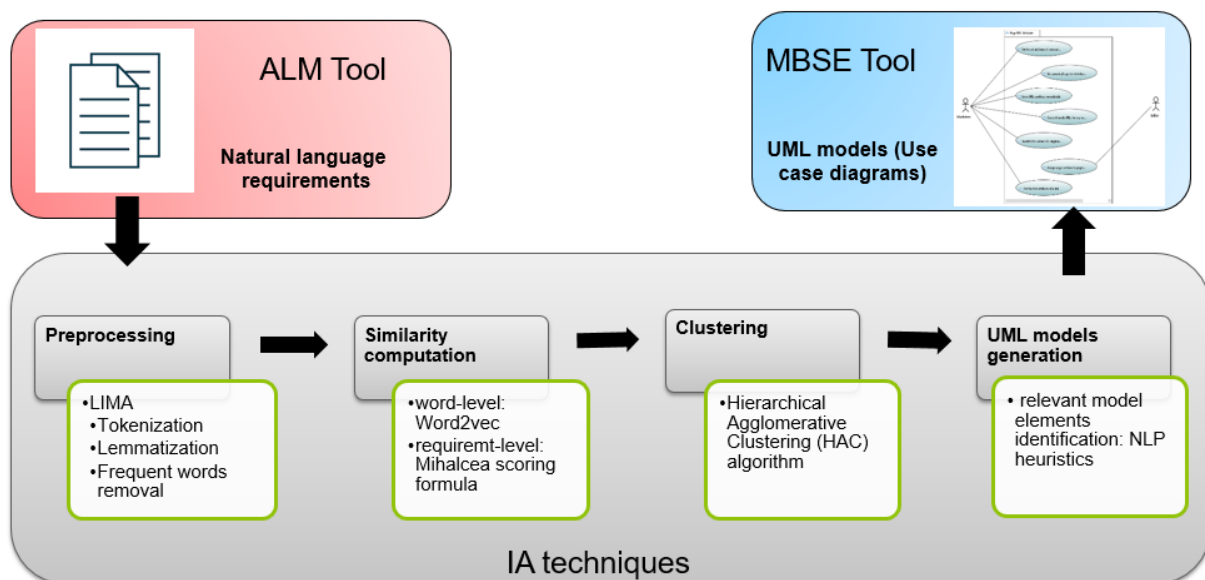 ALM Tool
Natural language
requirements
MBSE Tool
UML models (Use
case diagrams)
Preprocessing
•LIMA
•Tokenization
•Lemmatization
•Frequent words
removal
Similarity
computation
•word-level:
Word2vec
•requiremt-level:
Mihalcea scoring
formula
Clustering
•Hierarchical
Agglomerative
Clustering (HAC)
algorithm
UML models
generation
• relevant model
elements
identification: NLP
heuristics
IA techniques